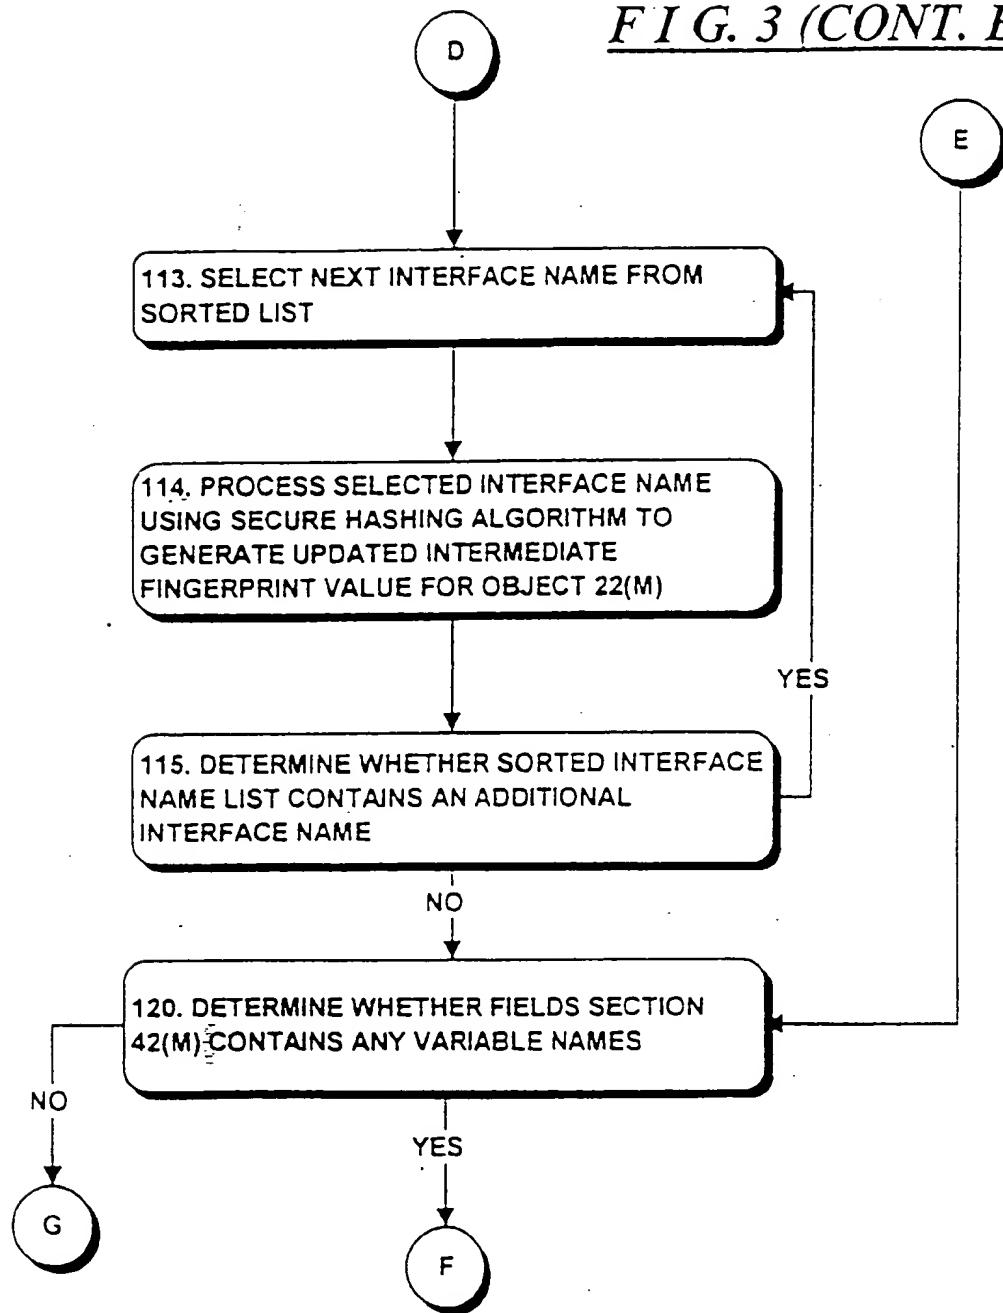 F I G. 3 (CONT. E
D
E
113. SELECT NEXT INTERFACE NAME FROM
SORTED LIST
114. PROCESS SELECTED INTERFACE NAME
USING SECURE HASHING ALGORITHM TO
GENERATE UPDATED INTERMEDIATE
FINGERPRINT VALUE FOR OBJECT 22(M)
YES
115. DETERMINE WHETHER SORTED INTERFACE
NAME LIST CONTAINS AN ADDITIONAL
INTERFACE NAME
NO
120. DETERMINE WHETHER FIELDS SECTION
42(M) CONTAINS ANY VARIABLE NAMES
NO
YES
G
F